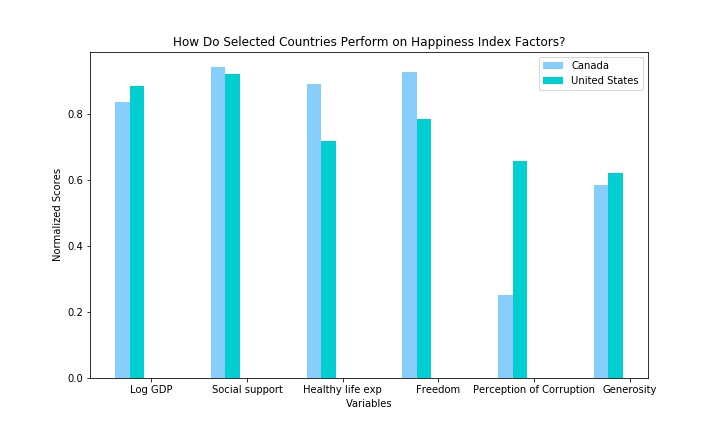 How Do Selected Countries Perform on Happiness Index Factors?
Canada
United States
Normalized Scores
0.8
0.6
0.4
0.2
0.0
Log GDP Social support Healthy life exp Freedom Perception of Corruption Generosity
Variables